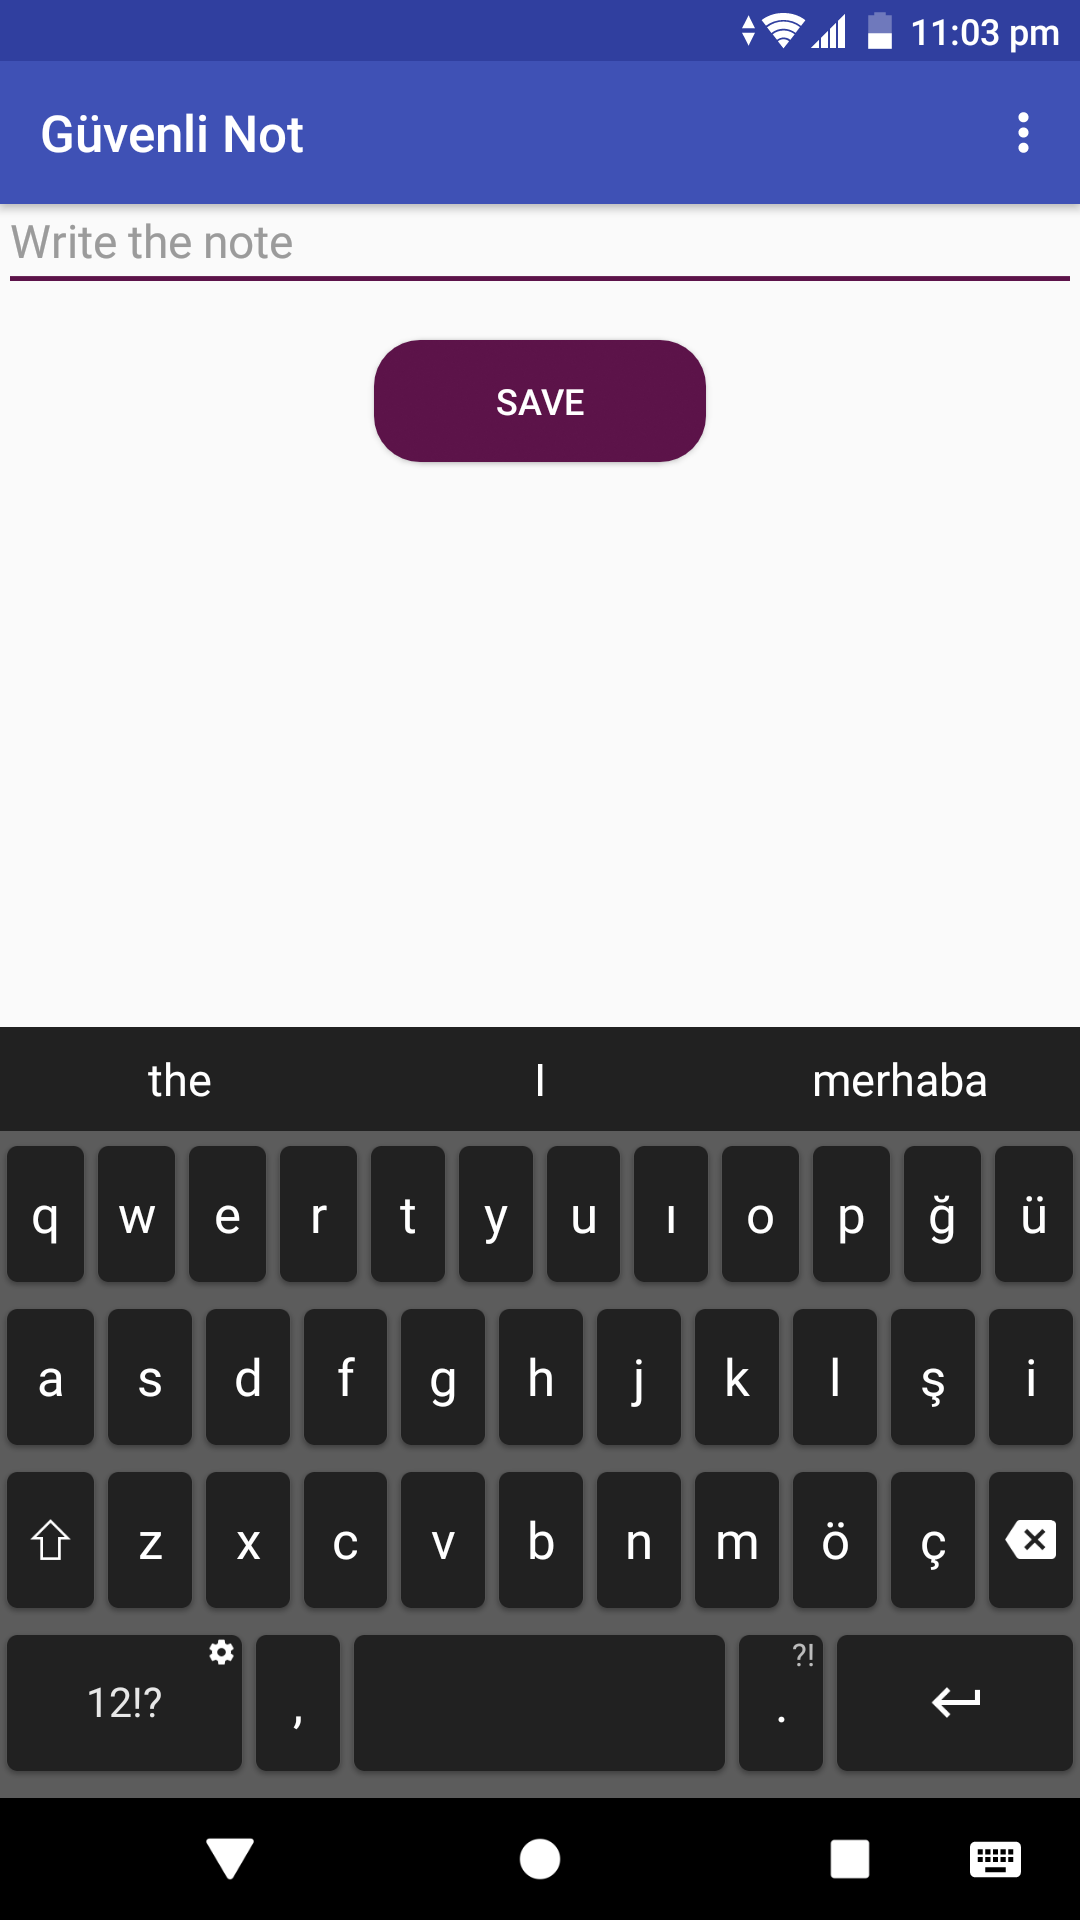 11:03 pm
Güvenli Not
Write the note
SAVE
the I merhaba
q w e r t y u ı o p ğ ü
a s d f g h j k l ş i
z x c v b n m ö ç
12!? , ?! .